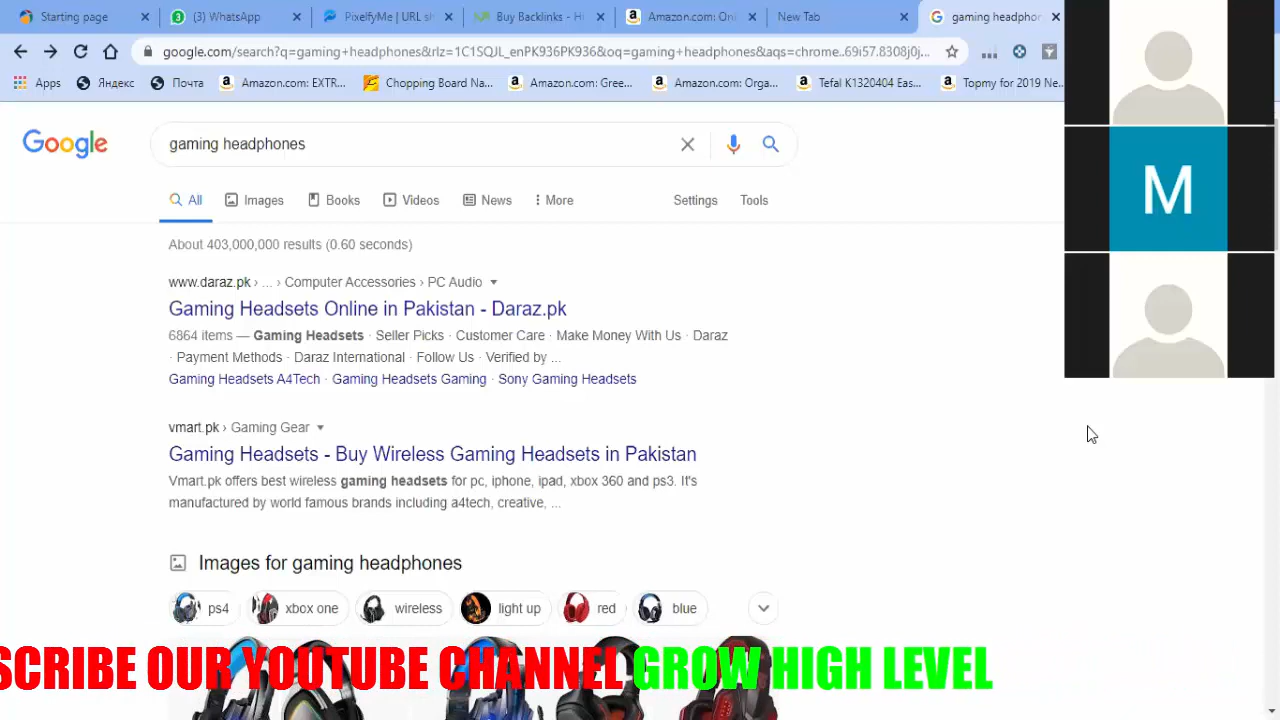 Starting page
(3) WhatsApp
PixelfyMe | URL sh
Buy Backlinks - Hi
Amazon.com: Onl
New Tab
gaming headphon
google.com/search?q=gaming+headphones&rlz=1C1SQJL_enPK936PK936&oq=gaming+headphones&aqs=chrome..69i57.8308j0j...
Apps
Яндекс
Почта
Amazon.com: EXTR...
Chopping Board Na...
Amazon.com: Gree...
Amazon.com: Orga...
Tefal K1320404 Eas...
Topmy for 2019 Ne...
Google
gaming headphones
All
Images
Books
Videos
News
More
Settings
Tools
About 403,000,000 results (0.60 seconds)
www.daraz.pk › ... › Computer Accessories › PC Audio
Gaming Headsets Online in Pakistan - Daraz.pk
6864 items — Gaming Headsets · Seller Picks · Customer Care · Make Money With Us · Daraz
· Payment Methods · Daraz International · Follow Us · Verified by ...
Gaming Headsets A4Tech · Gaming Headsets Gaming · Sony Gaming Headsets
vmart.pk › Gaming Gear
Gaming Headsets - Buy Wireless Gaming Headsets in Pakistan
Vmart.pk offers best wireless gaming headsets for pc, iphone, ipad, xbox 360 and ps3. It's
manufactured by world famous brands including a4tech, creative, ...
Images for gaming headphones
ps4
xbox one
wireless
light up
red
blue
M
SCRIBE OUR YOUTUBE CHANNEL GROW HIGH LEVEL